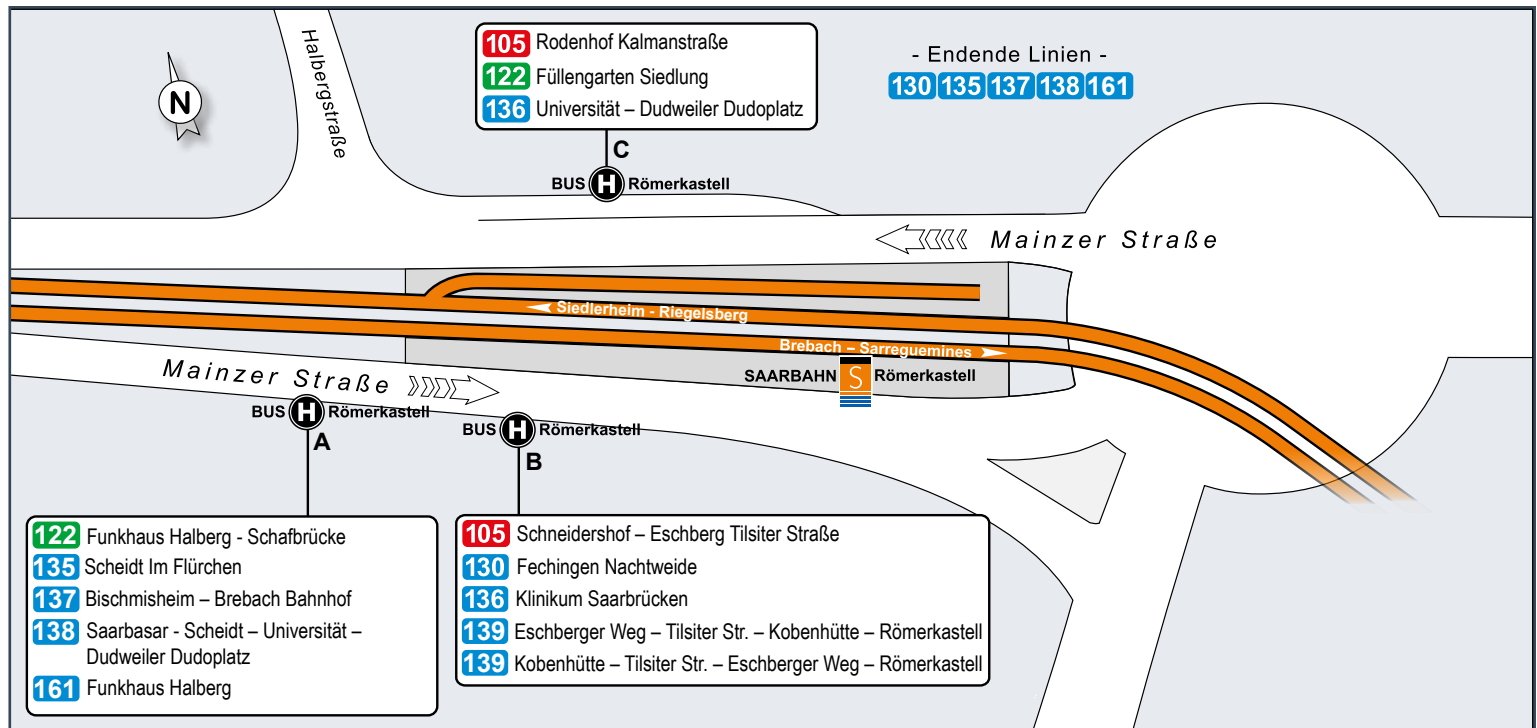 Halbergstraße
N
105 Rodenhof Kalmanstraße
122 Füllengarten Siedlung
136 Universität – Dudweiler Dudoplatz
- Endende Linien -
130 135 137 138 161
C
BUS H Römerkastell
Mainzer Straße
Siedlerheim - Riegelsberg
Brebach – Sarreguemines
SAARBAHN S Römerkastell
Mainzer Straße
BUS H Römerkastell
A
BUS H Römerkastell
B
122 Funkhaus Halberg - Schafbrücke
135 Scheidt Im Flürchen
137 Bischmisheim – Brebach Bahnhof
138 Saarbasar - Scheidt – Universität –
Dudweiler Dudoplatz
161 Funkhaus Halberg
105 Schneidershof – Eschberg Tilsiter Straße
130 Fechingen Nachtweide
136 Klinikum Saarbrücken
139 Eschberger Weg – Tilsiter Str. – Kobenhütte – Römerkastell
139 Kobenhütte – Tilsiter Str. – Eschberger Weg – Römerkastell